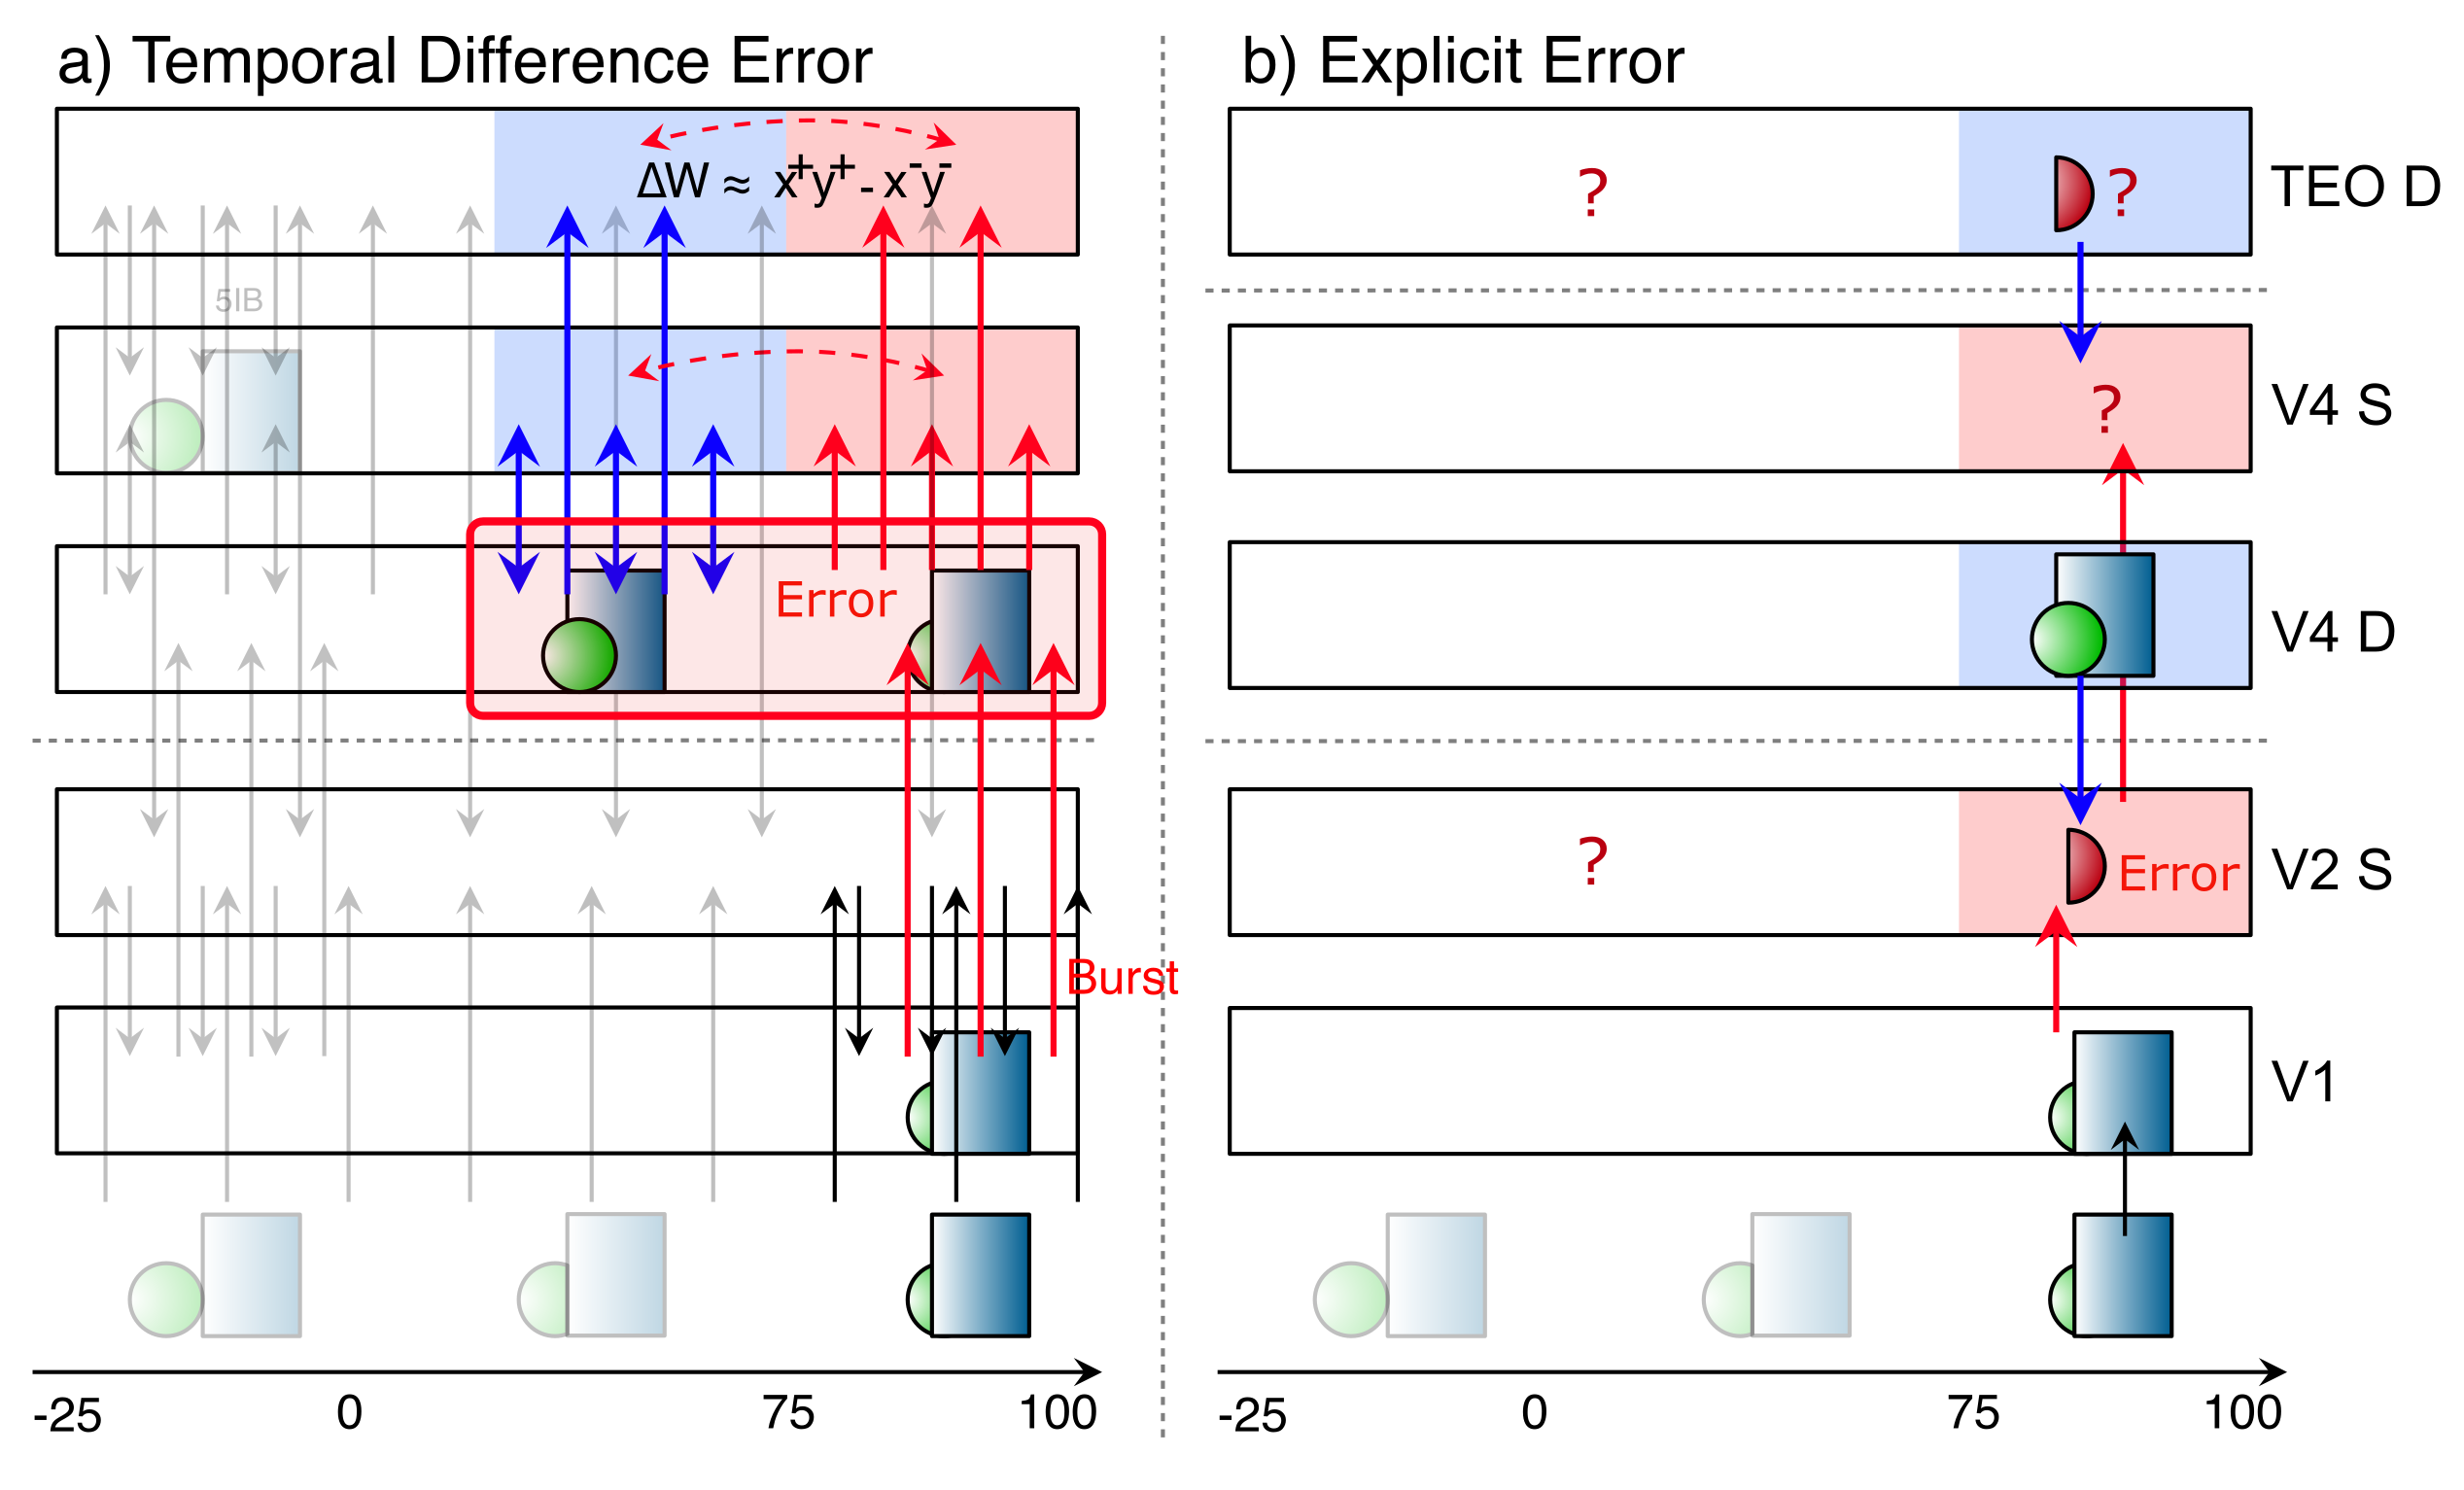 a) Temporal Difference Error
ΔW ≈ x⁺y⁺-x⁻y⁻
5IB
Error
Burst
-25 0 75 100
b) Explicit Error
? ? TEO D
? V4 S
V4 D
? Error V2 S
V1
-25 0 75 100